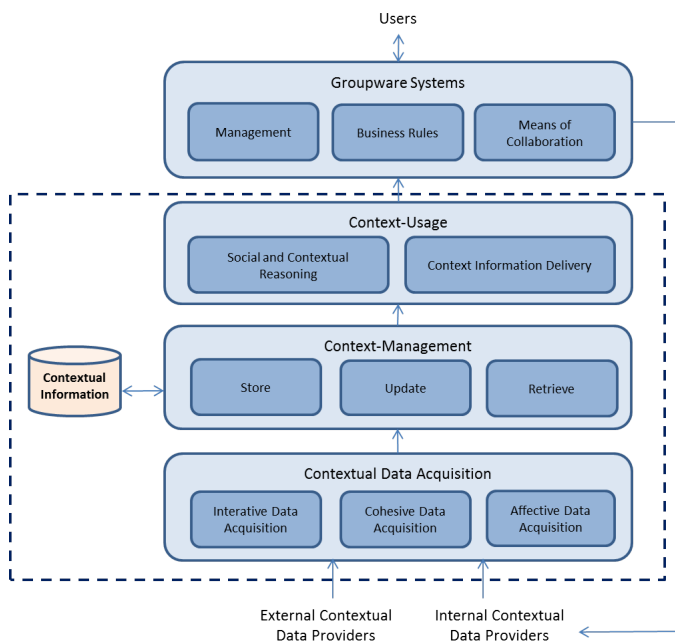 Users
Groupware Systems
Management
Business Rules
Means of
Collaboration
Context-Usage
Social and Contextual
Reasoning
Context Information Delivery
Context-Management
Contextual
Information
Store
Update
Retrieve
Contextual Data Acquisition
Interative Data
Acquisition
Cohesive Data
Acquisition
Affective Data
Acquisition
External Contextual
Data Providers
Internal Contextual
Data Providers